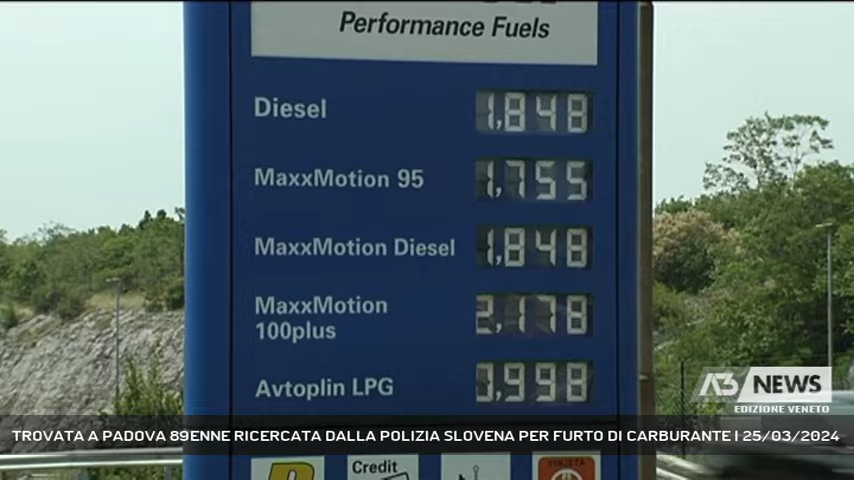 Performance Fuels
Diesel 1,848
MaxxMotion 95 1,755
MaxxMotion Diesel 1,848
MaxxMotion
100plus 2,178
Avtoplin LPG 0,998
A3 NEWS
EDIZIONE VENETO
TROVATA A PADOVA 89ENNE RICERCATA DALLA POLIZIA SLOVENA PER FURTO DI CARBURANTE | 25/03/2024
Credit
VINJETA